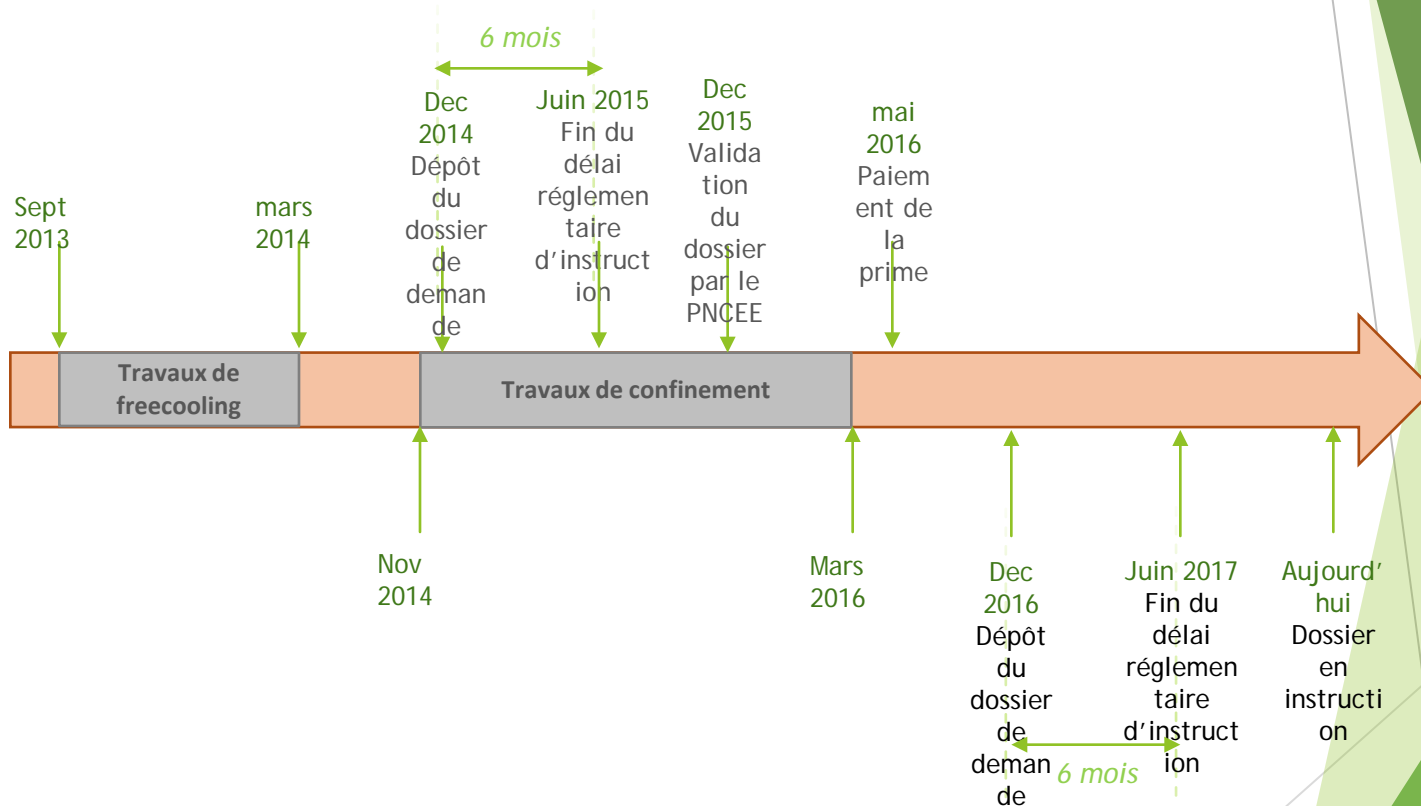 6 mois
Sept
2013
mars
2014
Dec
2014
Dépôt
du
dossier
de
deman
de
Juin 2015
Fin du
délai
réglemen
taire
d'instruct
ion
Dec
2015
Valida
tion
du
dossier
par le
PNCEE
mai
2016
Paiem
ent de
la
prime
Travaux de
freecooling
Travaux de confinement
Nov
2014
Mars
2016
Dec
2016
Dépôt
du
dossier
de
deman
de
Juin 2017
Fin du
délai
réglemen
taire
d'instruct
ion
Aujourd'
hui
Dossier
en
instructi
on
6 mois